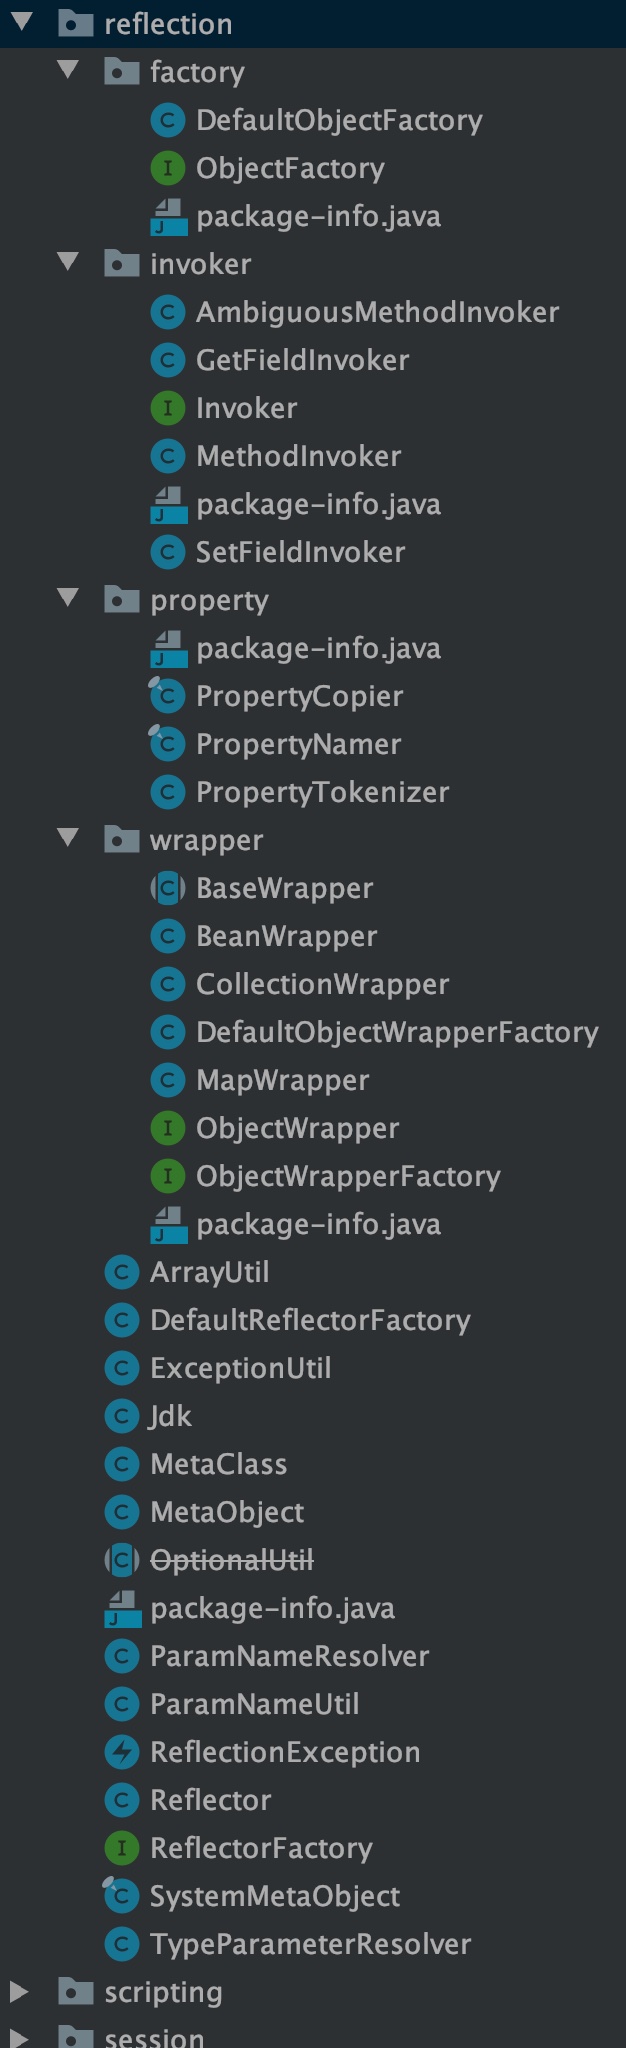 reflection
factory
DefaultObjectFactory
ObjectFactory
package-info.java
invoker
AmbiguousMethodInvoker
GetFieldInvoker
Invoker
MethodInvoker
package-info.java
SetFieldInvoker
property
package-info.java
PropertyCopier
PropertyNamer
PropertyTokenizer
wrapper
BaseWrapper
BeanWrapper
CollectionWrapper
DefaultObjectWrapperFactory
MapWrapper
ObjectWrapper
ObjectWrapperFactory
package-info.java
ArrayUtil
DefaultReflectorFactory
ExceptionUtil
Jdk
MetaClass
MetaObject
OptionalUtil
package-info.java
ParamNameResolver
ParamNameUtil
ReflectionException
Reflector
ReflectorFactory
SystemMetaObject
TypeParameterResolver
scripting
session